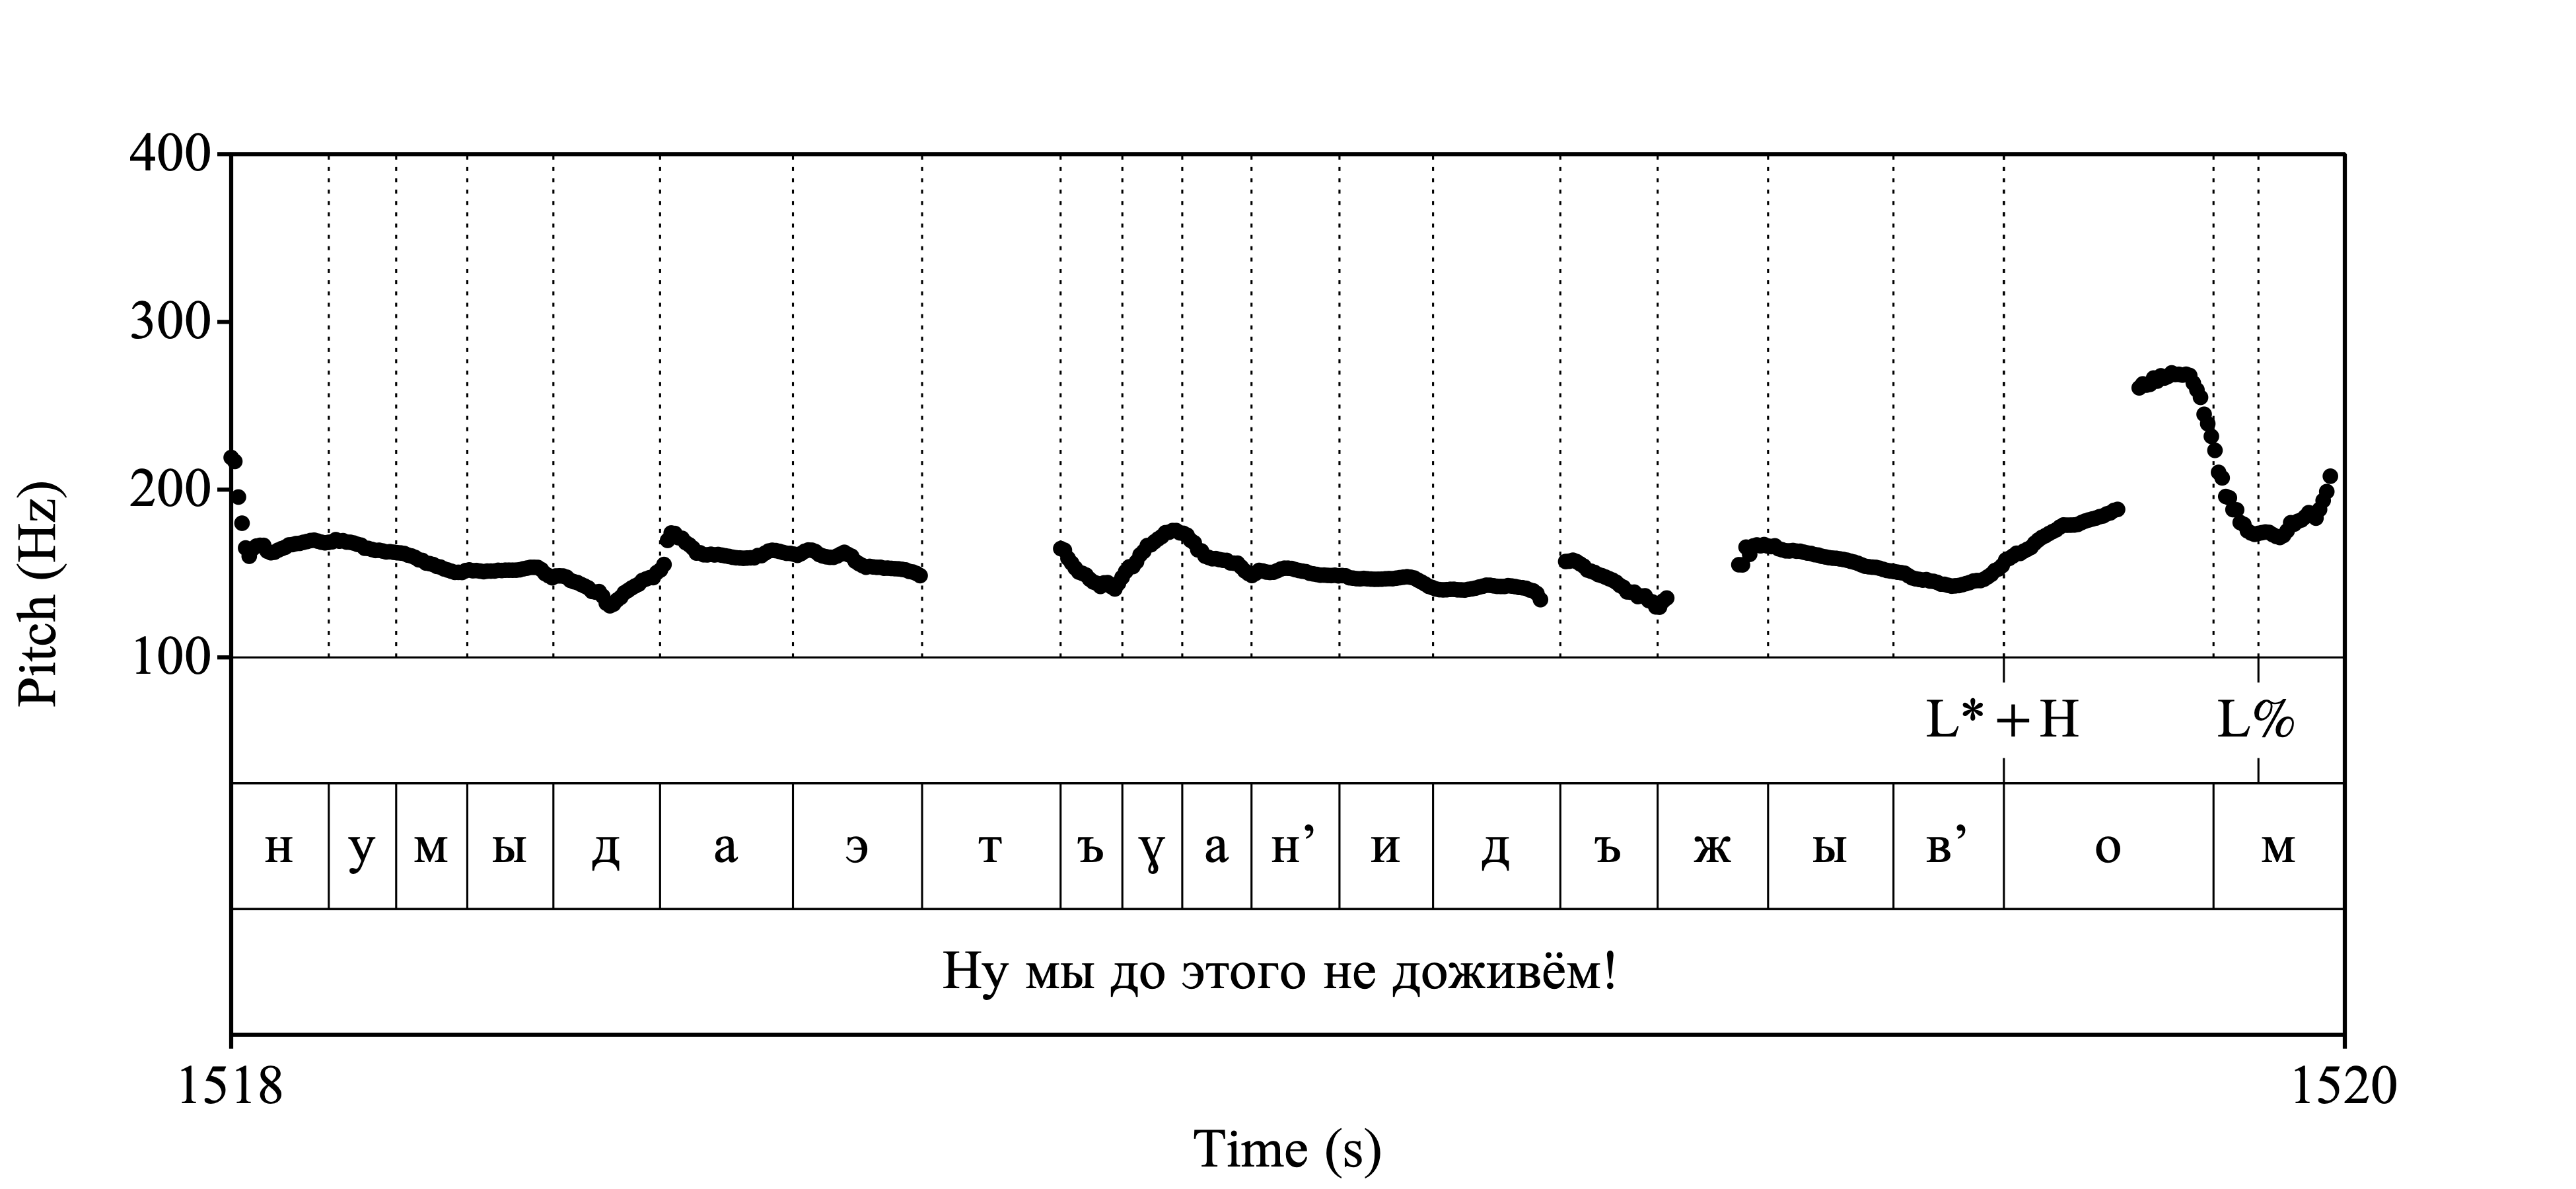 400
300
200
100
Pitch (Hz)
L*+H L%
н у м ы д а э т ъ ɣ а н’ и д ъ ж ы в’ о м
Ну мы до этого не доживём!
1518 1520
Time (s)